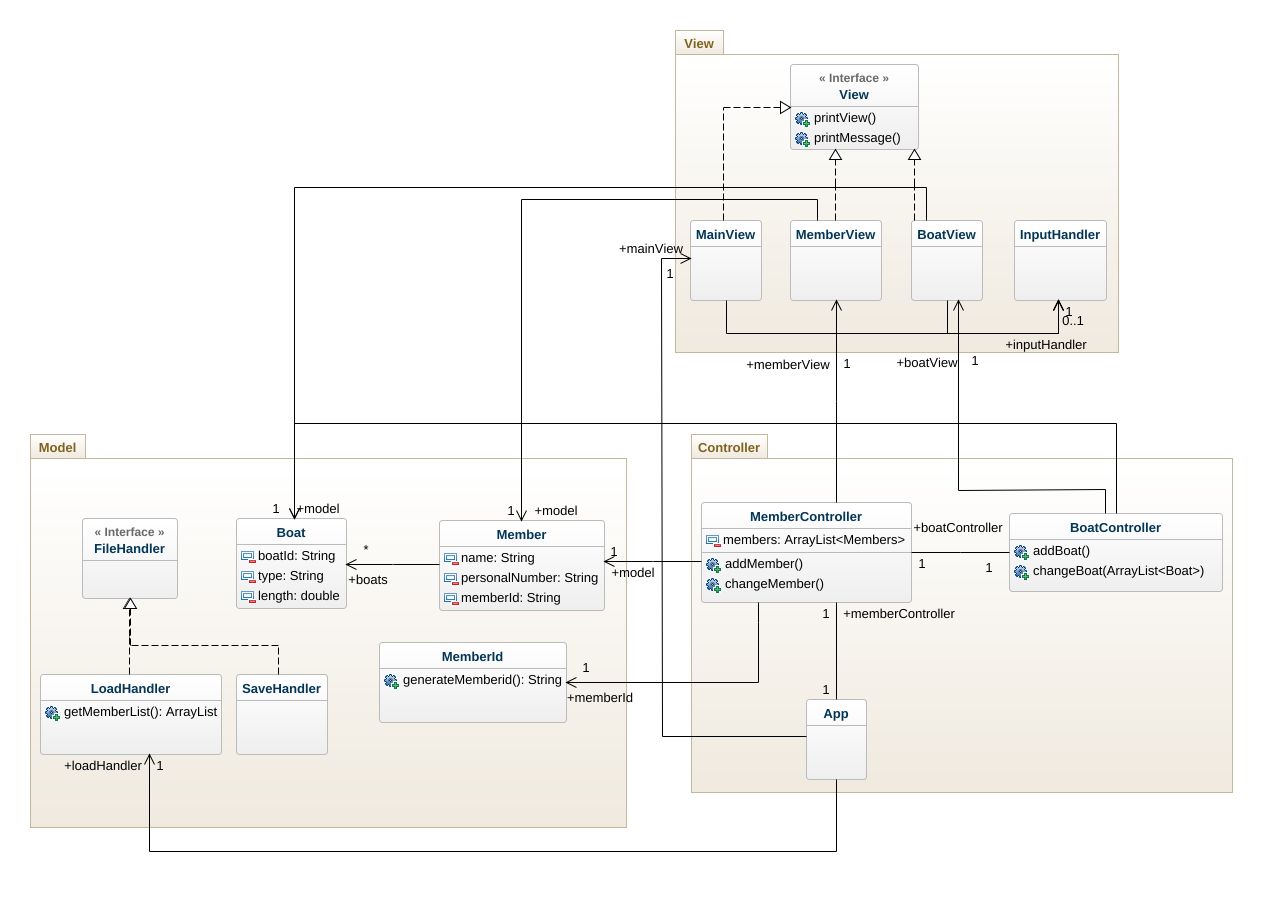 View
« Interface »
View
printView()
printMessage()
MainView
MemberView
BoatView
InputHandler
+mainView
1
1
0..1
+inputHandler
+memberView
1
+boatView
1
Model
Controller
1
+model
1
+model
« Interface »
FileHandler
Boat
boatId: String
type: String
length: double
*
+boats
Member
name: String
personalNumber: String
memberId: String
1
+model
MemberController
members: ArrayList<Members>
addMember()
changeMember()
+boatController
1
1
BoatController
addBoat()
changeBoat(ArrayList<Boat>)
1
+memberController
MemberId
generateMemberid(): String
1
+memberId
LoadHandler
getMemberList(): ArrayList
SaveHandler
1
App
+loadHandler
1